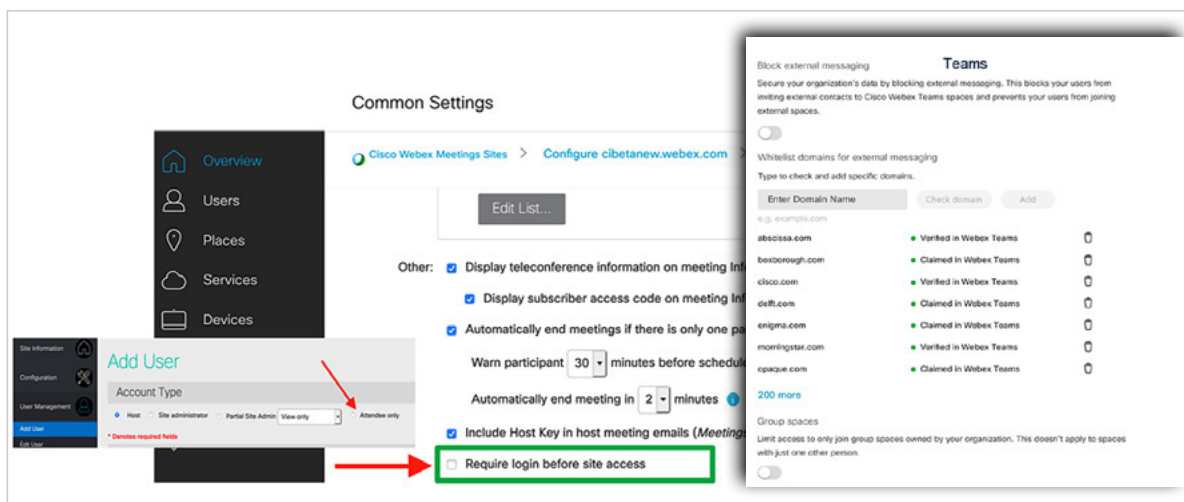 Common Settings
Overview
Users
Places
Services
Devices
Cisco Webex Meetings Sites > Configure cibetanew.webex.com >
Edit List...
Other: Display teleconference information on meeting Inf
Display subscriber access code on meeting Inf
Automatically end meetings if there is only one pa
Warn participant 30 minutes before schedule
Automatically end meeting in 2 minutes
Include Host Key in host meeting emails (Meetings
Require login before site access
Site Information
Configuration
User Management
Add User
Edit User
Add User
Account Type
Host Site administrator Partial Site Admin View only Attendee only
* Denotes required fields
Teams
Block external messaging
Secure your organization's data by blocking external messaging. This blocks your users from
inviting external contacts to Cisco Webex Teams spaces and prevents your users from joining
external spaces.
Whitelist domains for external messaging
Type to check and add specific domains.
Enter Domain Name Check domain Add
e.g. example.com
abscissa.com Verified in Webex Teams
boxborough.com Claimed in Webex Teams
cisco.com Verified in Webex Teams
delft.com Claimed in Webex Teams
enigma.com Claimed in Webex Teams
morningstar.com Verified in Webex Teams
opaque.com Claimed in Webex Teams
200 more
Group spaces
Limit access to only join group spaces owned by your organization. This doesn't apply to spaces
with just one other person.